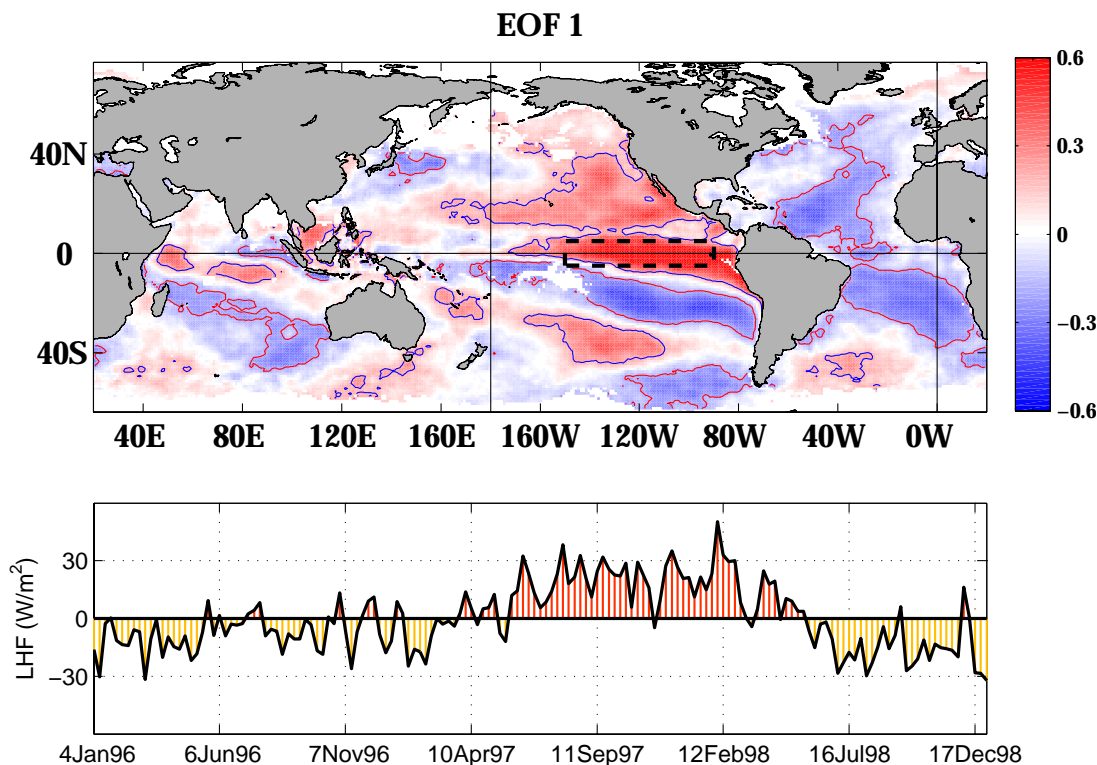 EOF 1
0.6
0.3
0
−0.3
−0.6
40N
0
40S
40E 80E 120E 160E 160W 120W 80W 40W 0W
LHF (W/m²)
30
0
−30
4Jan96 6Jun96 7Nov96 10Apr97 11Sep97 12Feb98 16Jul98 17Dec98